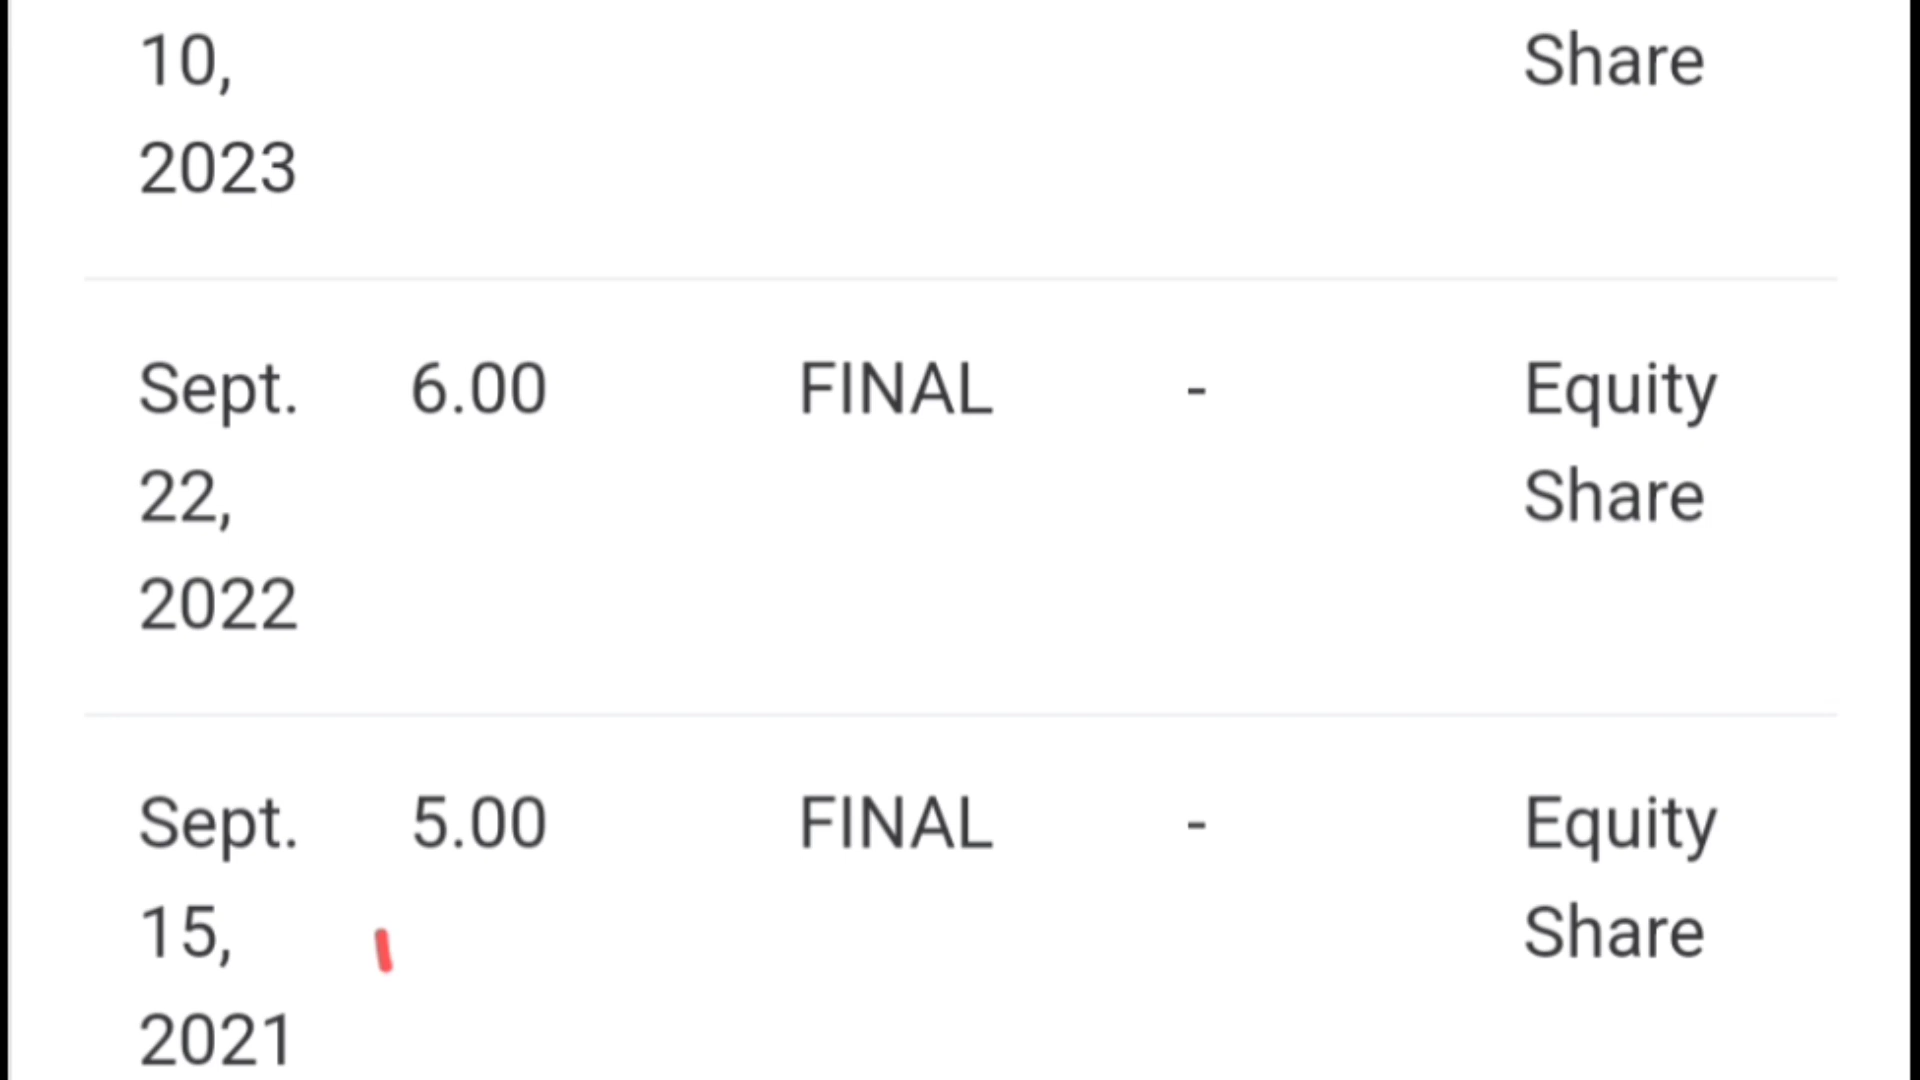 10, Share
2023
Sept. 6.00 FINAL - Equity
22, Share
2022
Sept. 5.00 FINAL - Equity
15, Share
2021